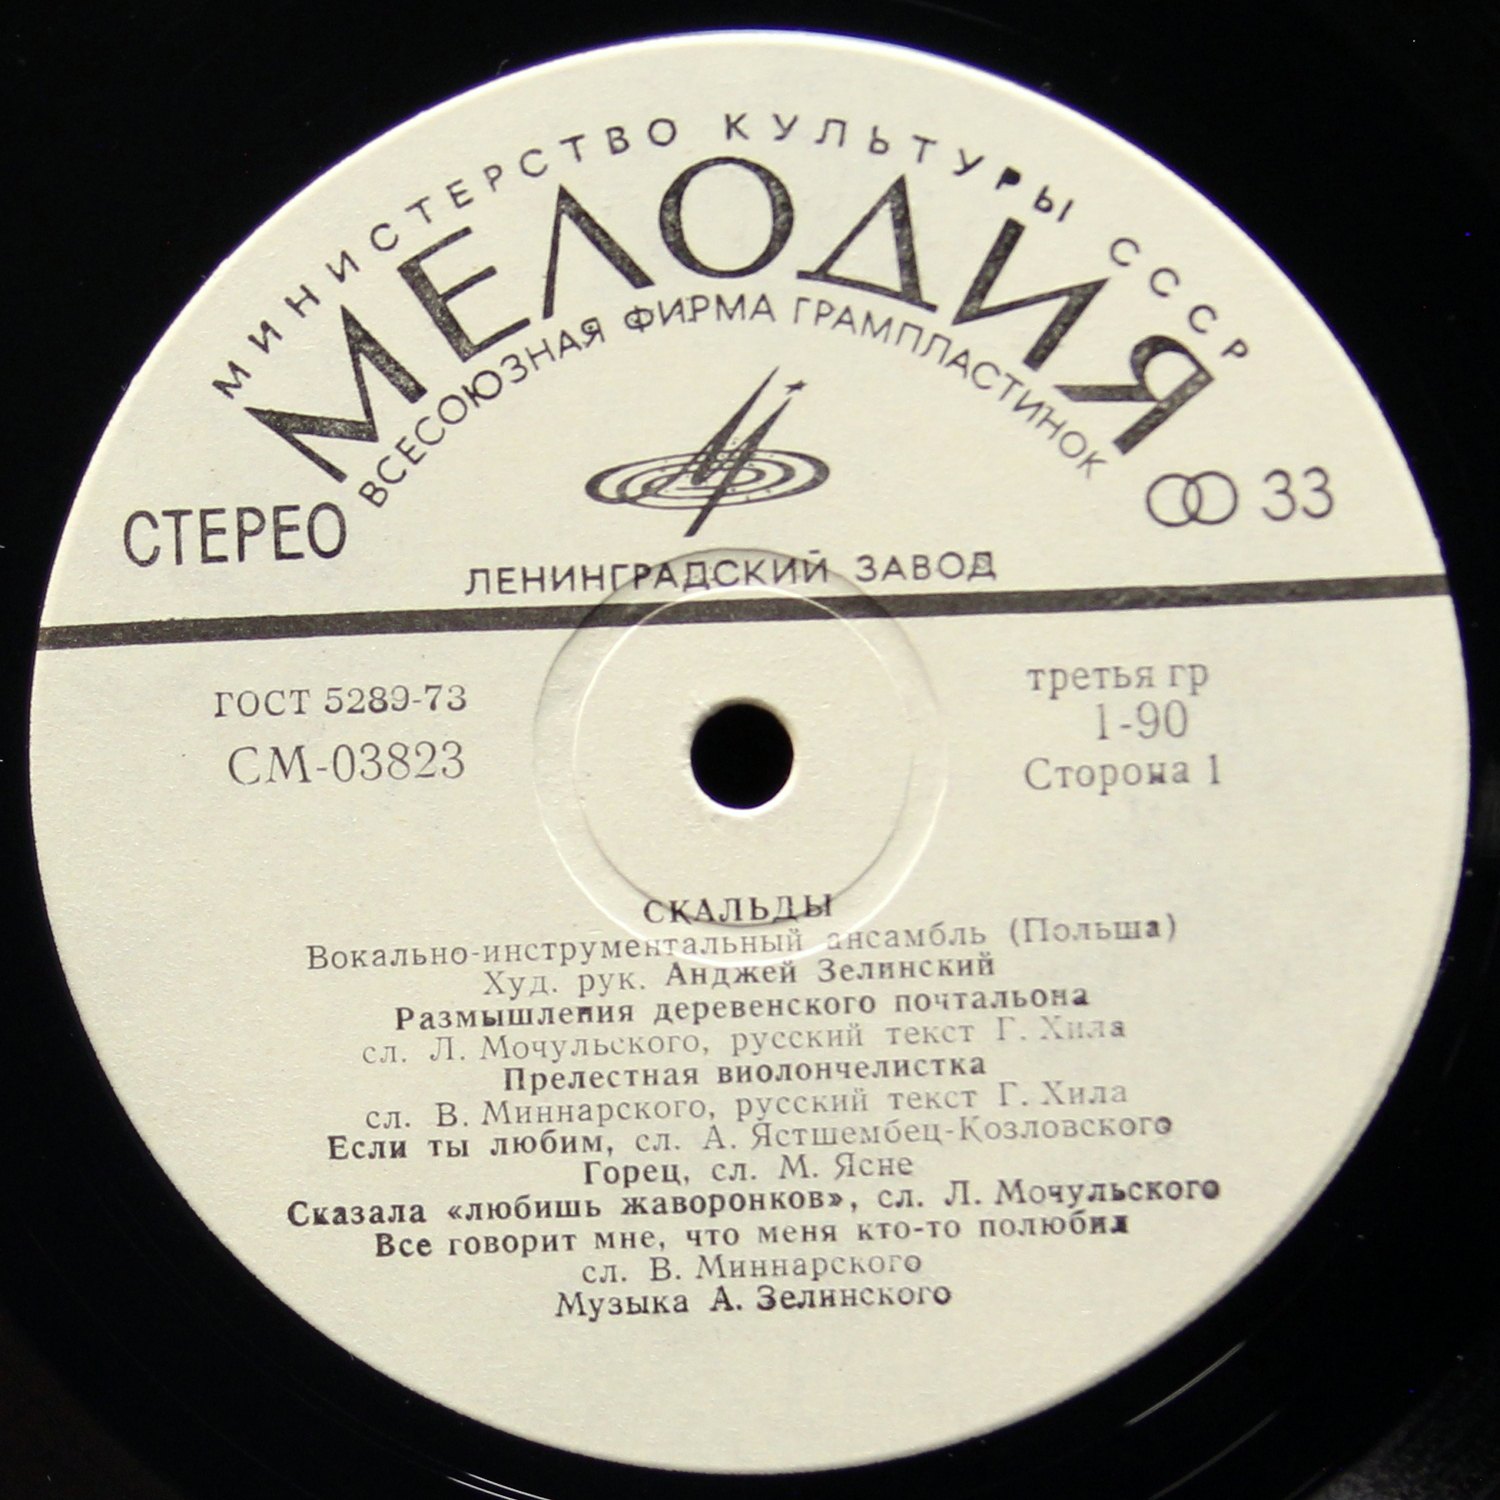 МИНИСТЕРСТВО КУЛЬТУРЫ СССР
МЕЛОДИЯ
ВСЕСОЮЗНАЯ ФИРМА ГРАМПЛАСТИНОК
СТЕРЕО
33
ЛЕНИНГРАДСКИЙ ЗАВОД
ГОСТ 5289-73
СМ-03823
третья гр
1-90
Сторона 1
СКАЛЬДЫ
Вокально-инструментальный ансамбль (Польша)
Худ. рук. Анджей Зелинский
Размышления деревенского почтальона
сл. Л. Мочульского, русский текст Г. Хила
Прелестная виолончелистка
сл. В. Миннарского, русский текст Г. Хила
Если ты любим, сл. А. Ястшембец-Козловского
Горец, сл. М. Ясне
Сказала «любишь жаворонков», сл. Л. Мочульского
Все говорит мне, что меня кто-то полюбил
сл. В. Миннарского
Музыка А. Зелинского